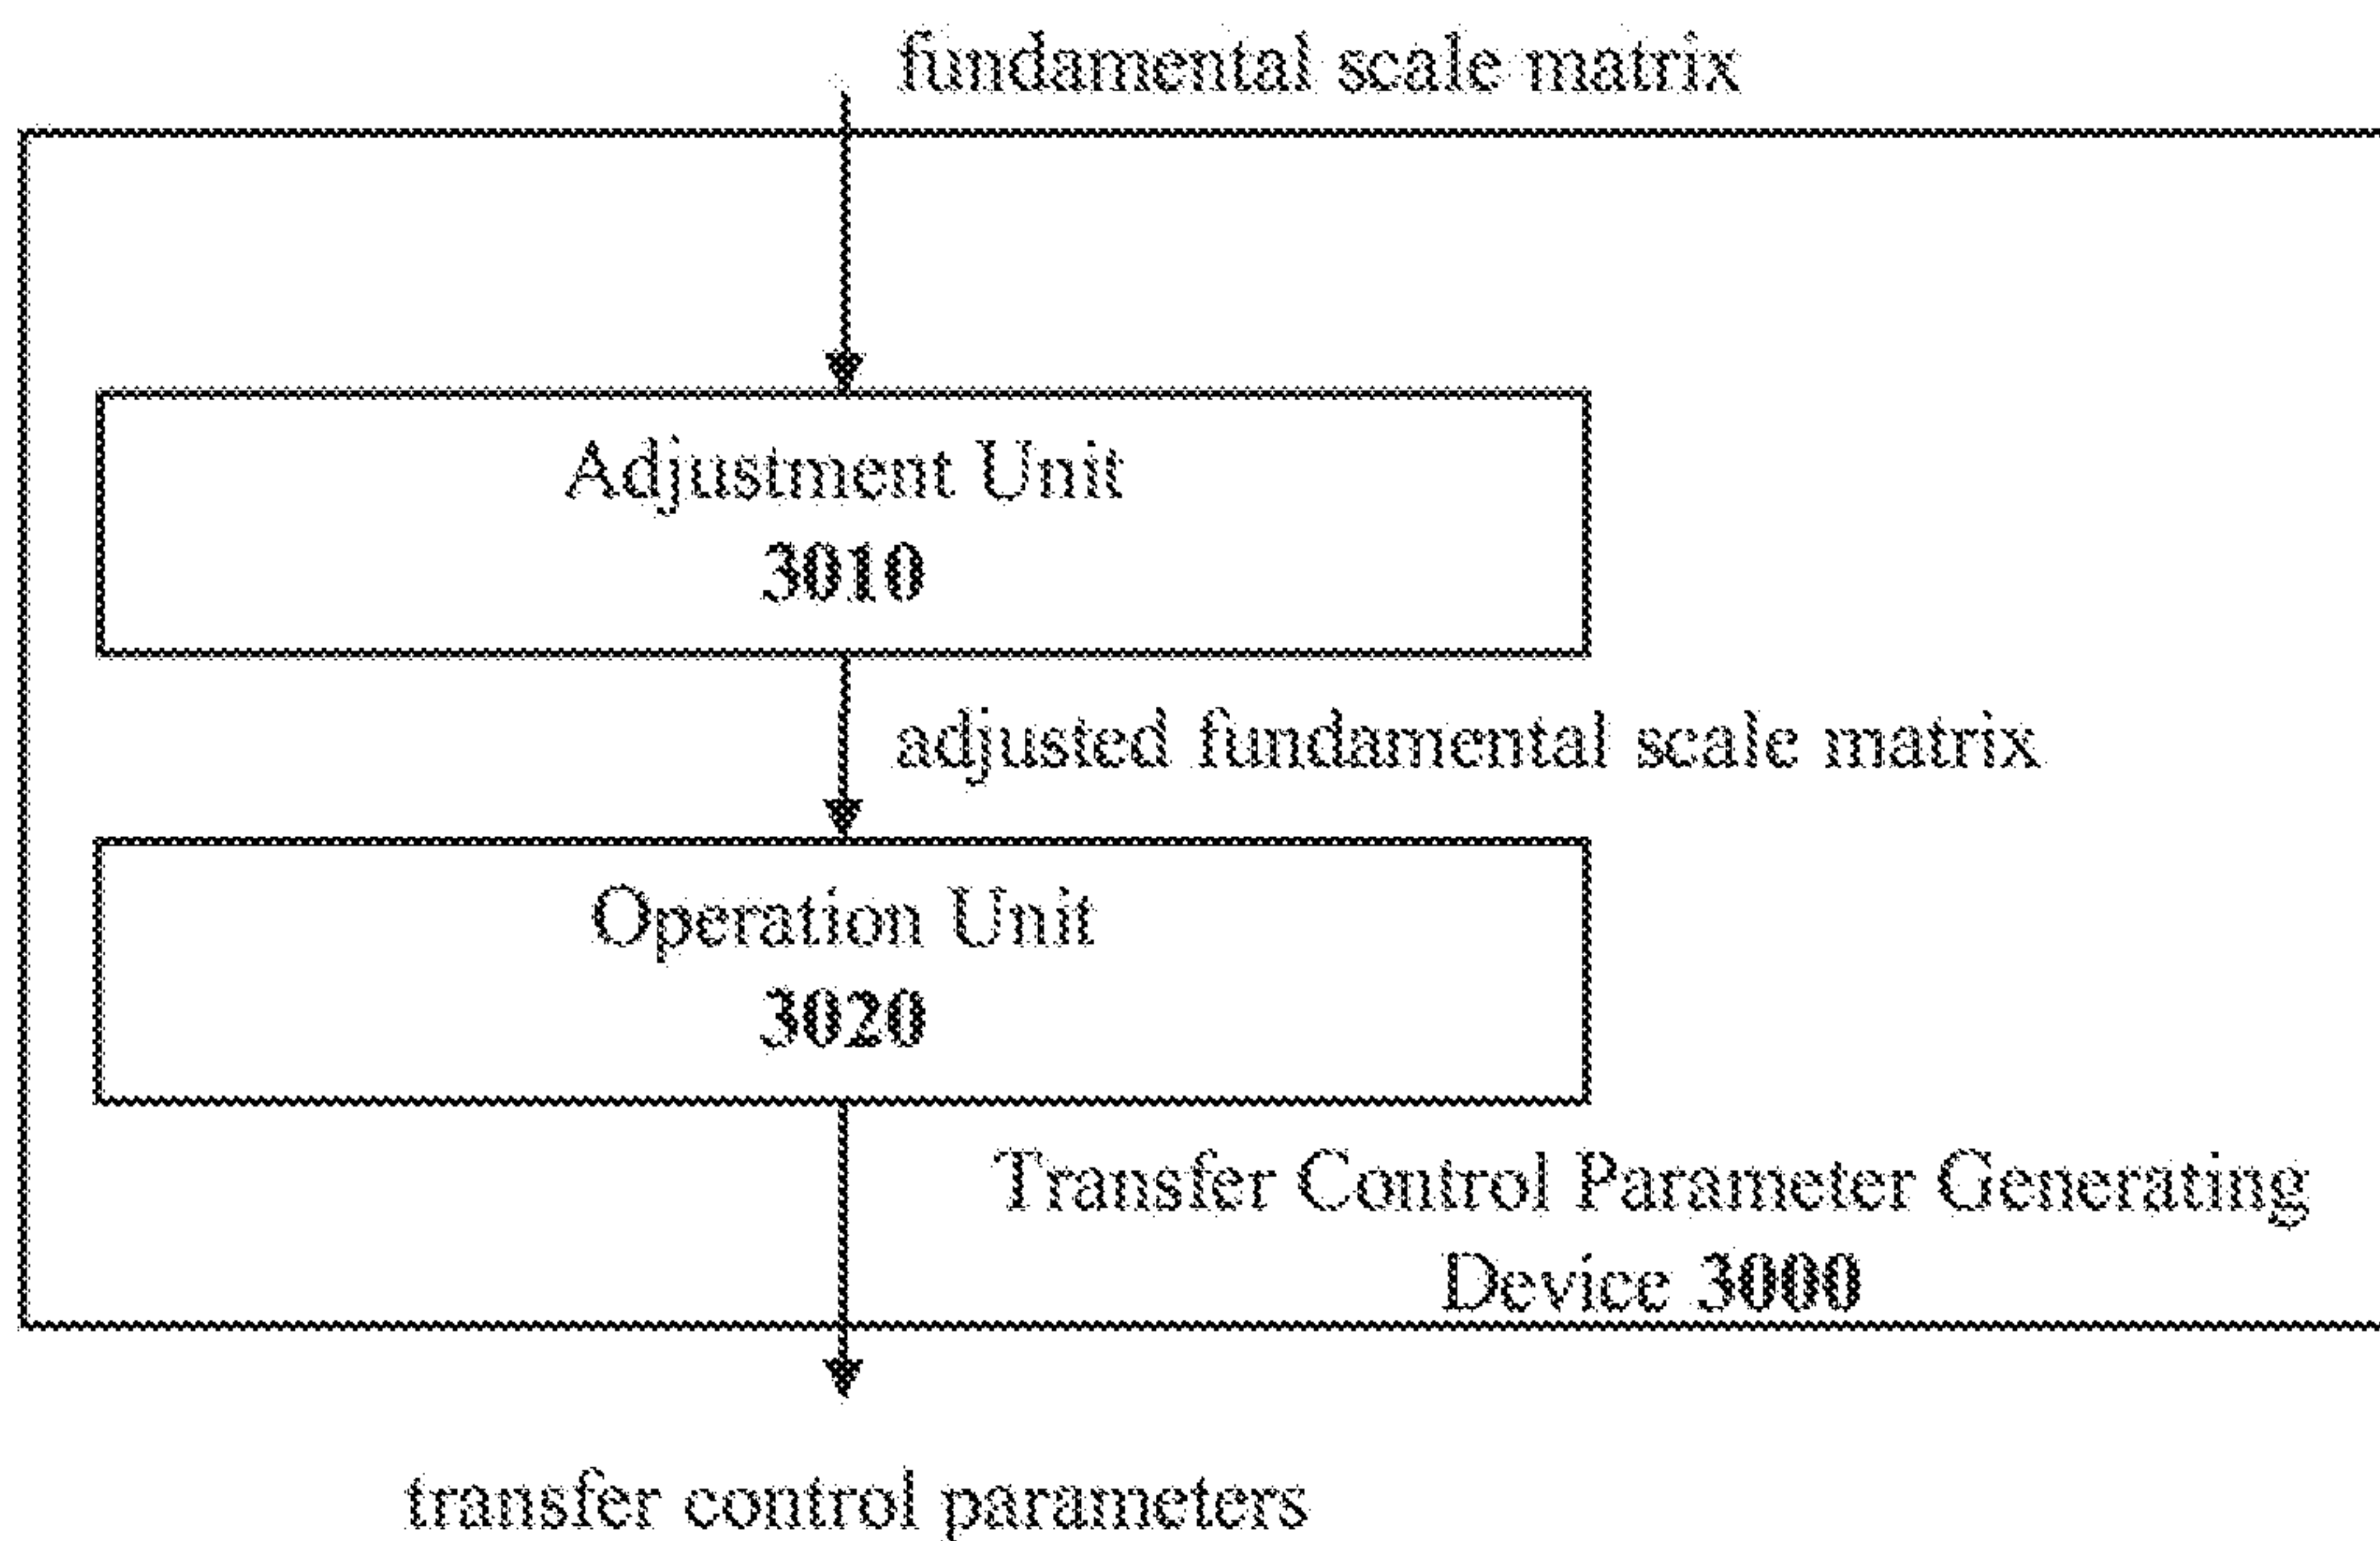 fundamental scale matrix
Adjustment Unit
3010
adjusted fundamental scale matrix
Operation Unit
3020
Transfer Control Parameter Generating
Device 3000
transfer control parameters